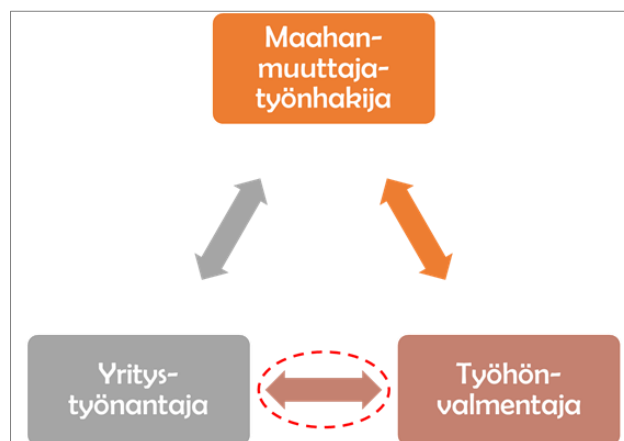 Maahan-
muuttaja-
työnhakija
Yritys-
työnantaja
Työhön-
valmentaja